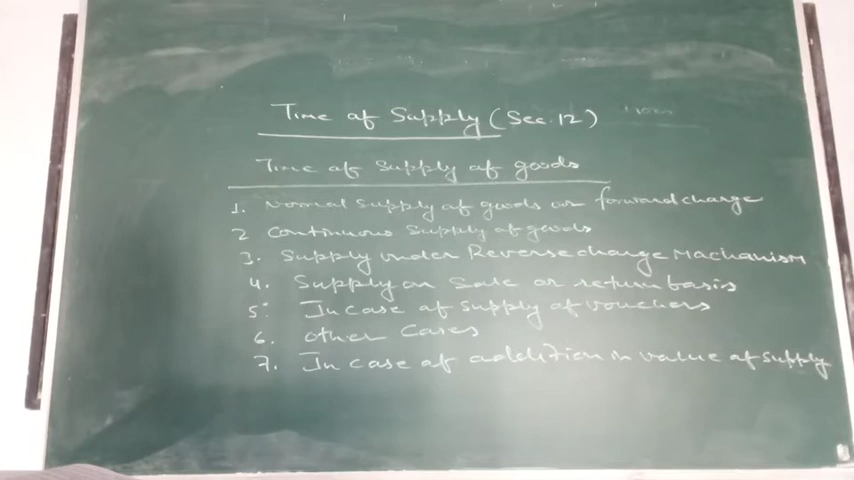 Time of Supply (Sec. 12)
Time of Supply of goods
1. Normal Supply of goods or forward charge
2 Continuous Supply of goods
3. Supply under Reverse charge Machanism
4. Supply on Sale or return basis
5. In case of Supply of Vouchers
6. Other Cases
7. In case of addition in value of Supply